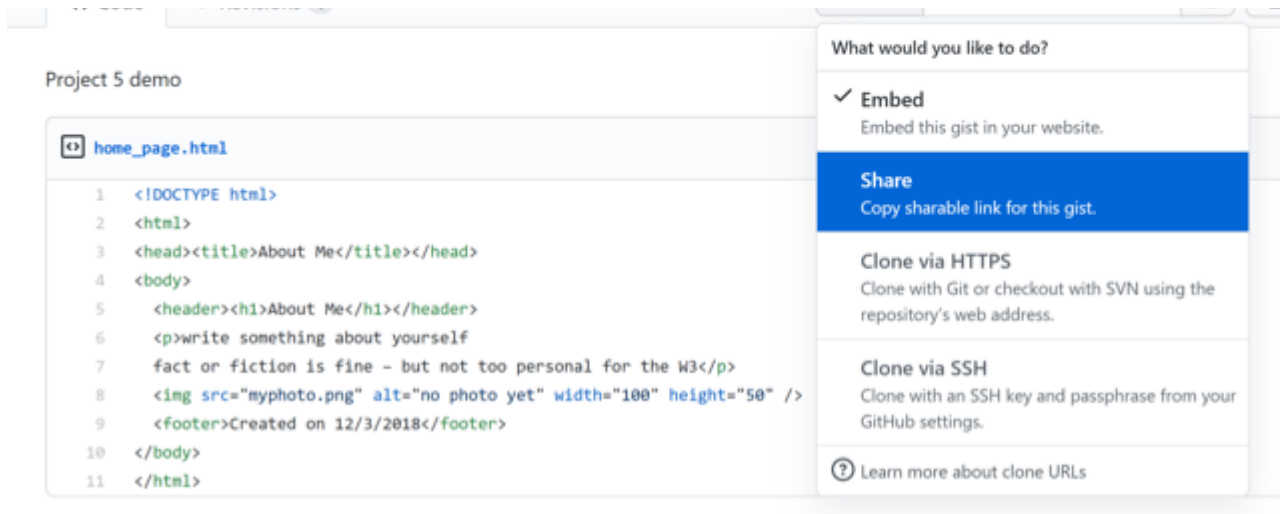 Project 5 demo
home_page.html
1 <!DOCTYPE html>
2 <html>
3 <head><title>About Me</title></head>
4 <body>
5 <header><h1>About Me</h1></header>
6 <p>write something about yourself
7 fact or fiction is fine – but not too personal for the W3</p>
8 <img src="myphoto.png" alt="no photo yet" width="100" height="50" />
9 <footer>Created on 12/3/2018</footer>
10 </body>
11 </html>
What would you like to do?
Embed
Embed this gist in your website.
Share
Copy sharable link for this gist.
Clone via HTTPS
Clone with Git or checkout with SVN using the
repository's web address.
Clone via SSH
Clone with an SSH key and passphrase from your
GitHub settings.
Learn more about clone URLs